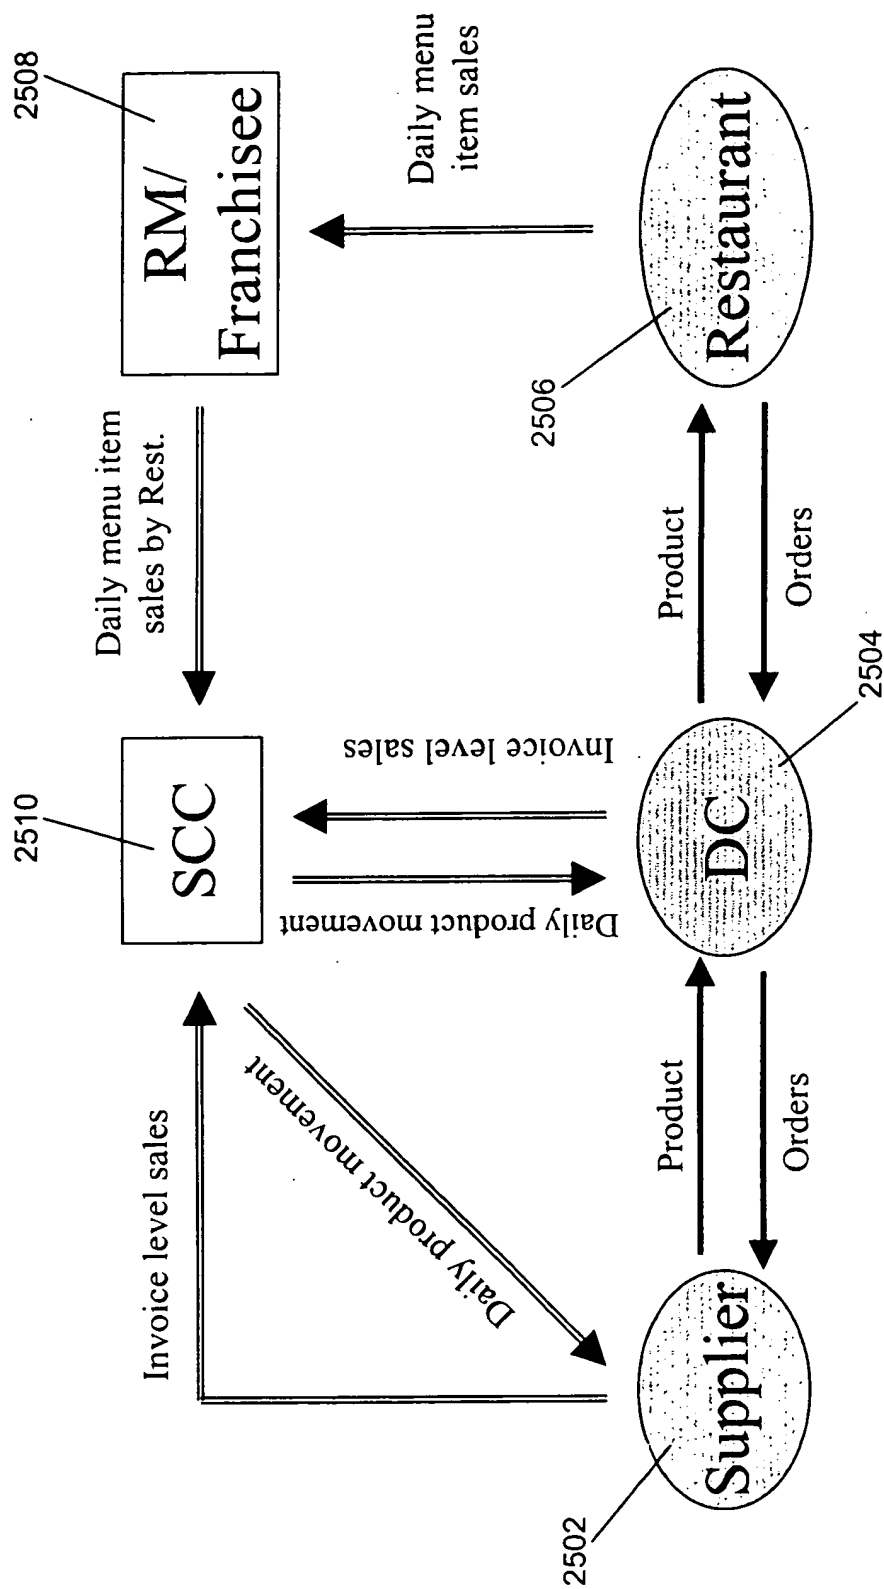 2510
SCC
Daily menu item
sales by Rest.
2508
RM/
Franchisee
Invoice level sales
Daily product movement
Daily product movement
Invoice level sales
Daily menu
item sales
2502
Supplier
Product
Orders
DC
2504
Product
Orders
2506
Restaurant